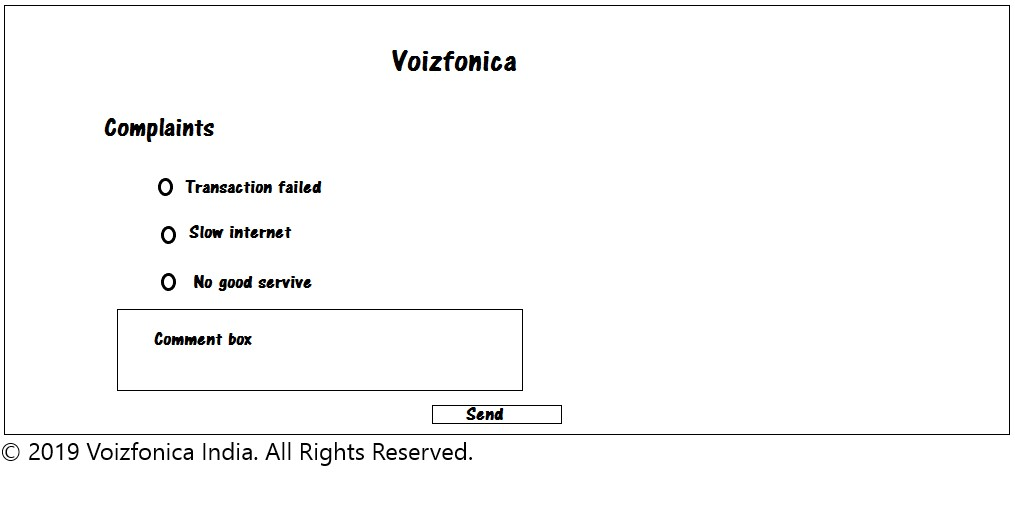 Voizfonica
Complaints
Transaction failed
Slow internet
No good servive
Comment box
Send
© 2019 Voizfonica India. All Rights Reserved.